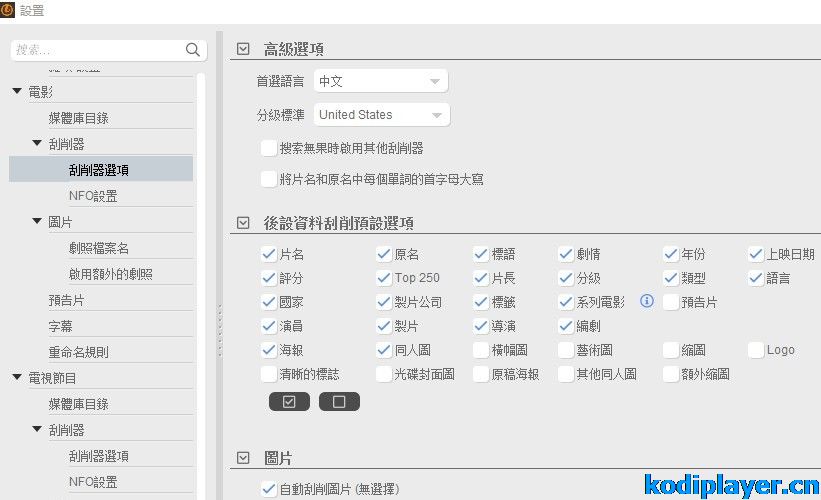 設置
搜索...
電影
媒體庫目錄
刮削器
刮削器選項
NFO設置
圖片
劇照檔案名
啟用額外的劇照
預告片
字幕
重命名規則
電視節目
媒體庫目錄
刮削器
刮削器選項
NFO設置
高級選項
首選語言 中文
分級標準 United States
搜索無果時啟用其他刮削器
將片名和原名中每個單詞的首字母大寫
後設資料刮削預設選項
片名 原名 標語 劇情 年份 上映日期
評分 Top 250 片長 分級 類型 語言
國家 製片公司 標籤 系列電影 預告片
演員 製片 導演 編劇
海報 同人圖 橫幅圖 藝術圖 縮圖 Logo
清晰的標誌 光碟封面圖 原稿海報 其他同人圖 額外縮圖
圖片
自動刮削圖片 (無選擇)
kodiplayer.cn